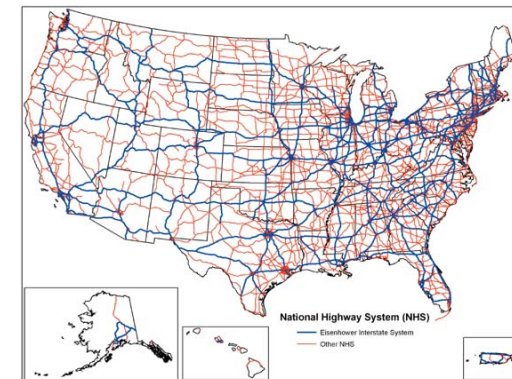 National Highway System (NHS)
Eisenhower Interstate System
Other NHS